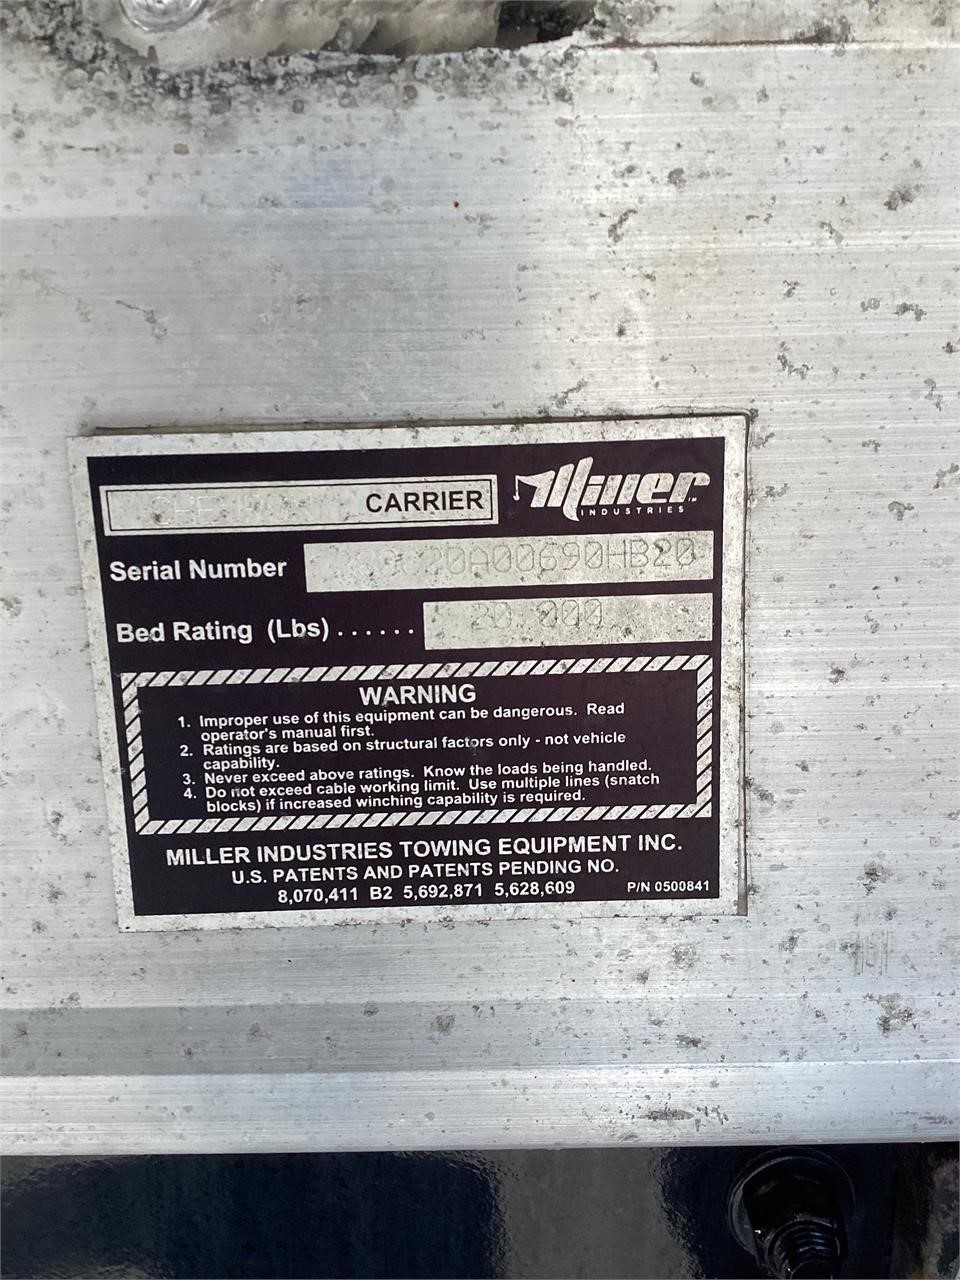 CARRIER
Miller
INDUSTRIES
Serial Number
Bed Rating (Lbs) ...... 20,000
WARNING
1. Improper use of this equipment can be dangerous. Read
operator's manual first.
2. Ratings are based on structural factors only - not vehicle
capability.
3. Never exceed above ratings. Know the loads being handled.
4. Do not exceed cable working limit. Use multiple lines (snatch
blocks) if increased winching capability is required.
MILLER INDUSTRIES TOWING EQUIPMENT INC.
U.S. PATENTS AND PATENTS PENDING NO.
8,070,411 B2 5,692,871 5,628,609 P/N 0500841